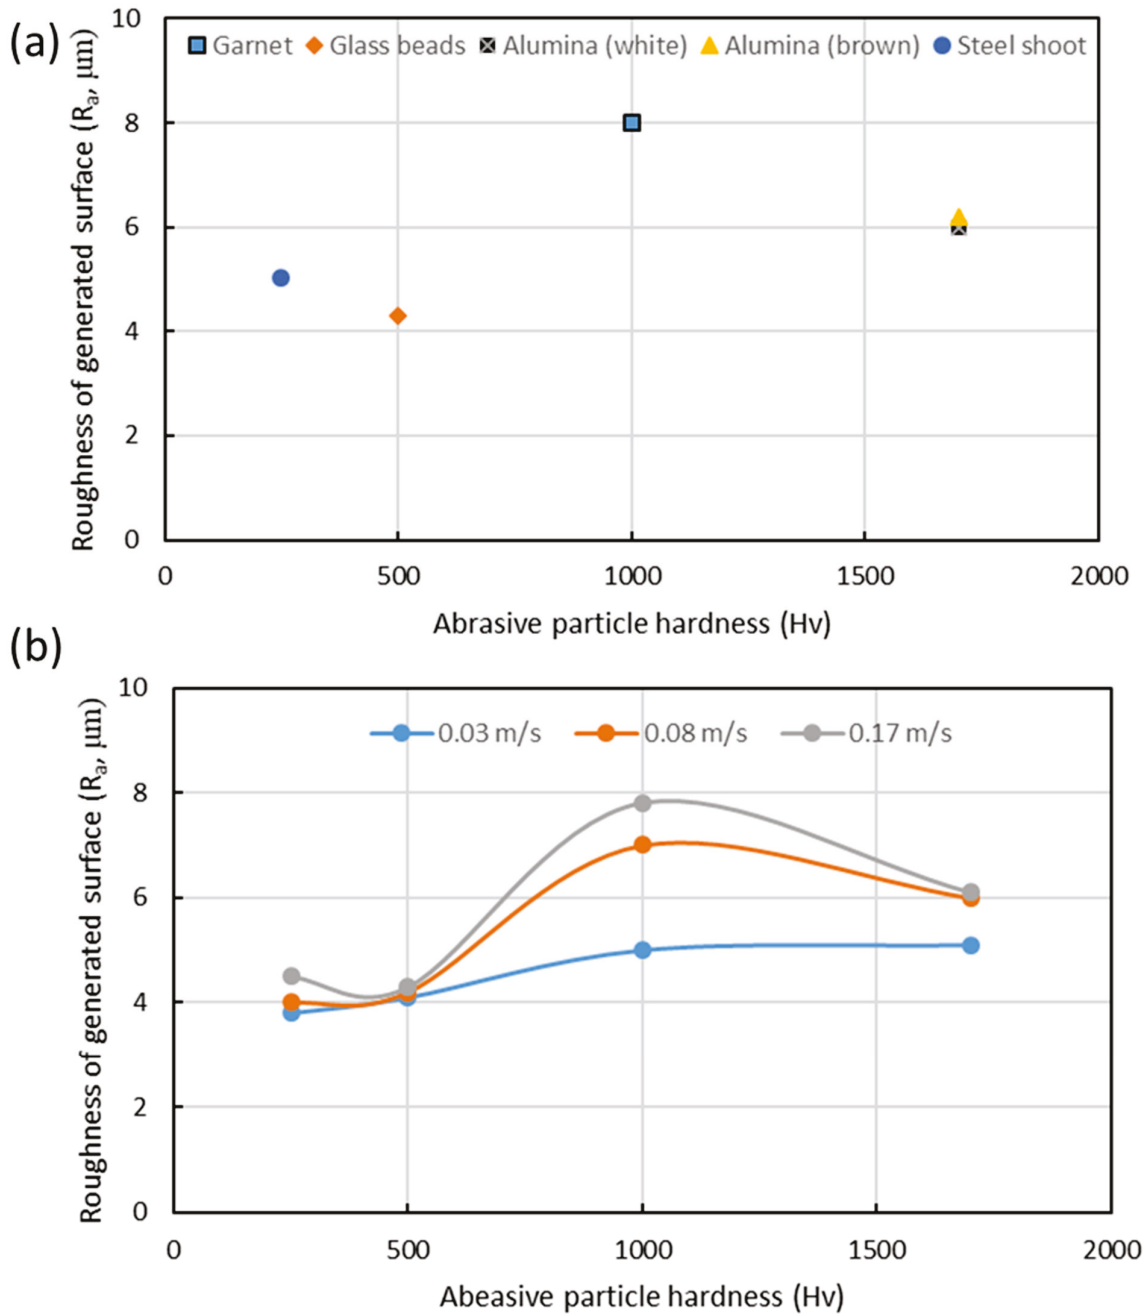 (a)
Roughness of generated surface (Ra, μm)
10
8
6
4
2
0
Garnet Glass beads Alumina (white) Alumina (brown) Steel shoot
0 500 1000 1500 2000
Abrasive particle hardness (Hv)
(b)
Roughness of generated surface (Ra, μm)
10
8
6
4
2
0
0.03 m/s 0.08 m/s 0.17 m/s
0 500 1000 1500 2000
Abeasive particle hardness (Hv)